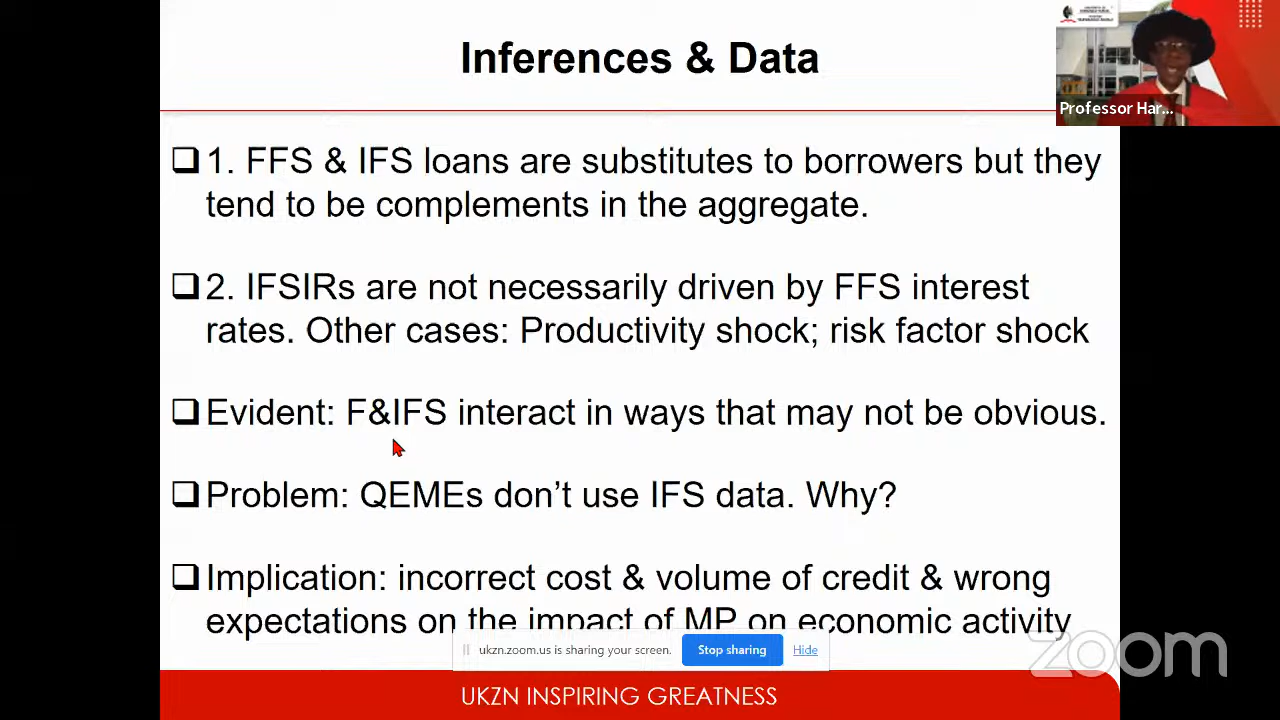 Inferences & Data
Professor Har...
❑ 1. FFS & IFS loans are substitutes to borrowers but they
tend to be complements in the aggregate.
❑ 2. IFSIRs are not necessarily driven by FFS interest
rates. Other cases: Productivity shock; risk factor shock
❑ Evident: F&IFS interact in ways that may not be obvious.
❑ Problem: QEMEs don’t use IFS data. Why?
❑ Implication: incorrect cost & volume of credit & wrong
expectations on the impact of MP on economic activity
ukzn.zoom.us is sharing your screen.
Stop sharing
Hide
zoom
UKZN INSPIRING GREATNESS